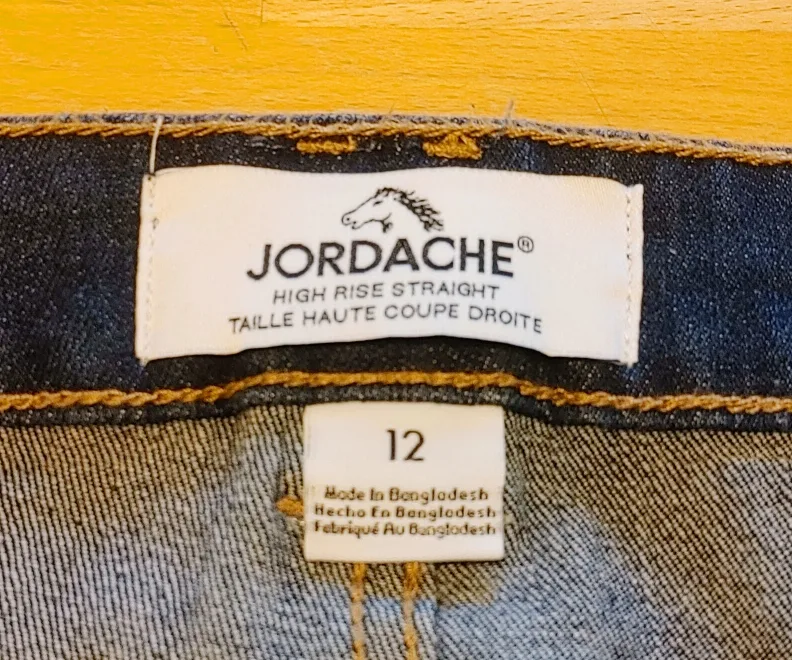 JORDACHE®
HIGH RISE STRAIGHT
TAILLE HAUTE COUPE DROITE
12
Made In Bangladesh
Hecho En Bangladesh
Fabriqué Au Bangladesh